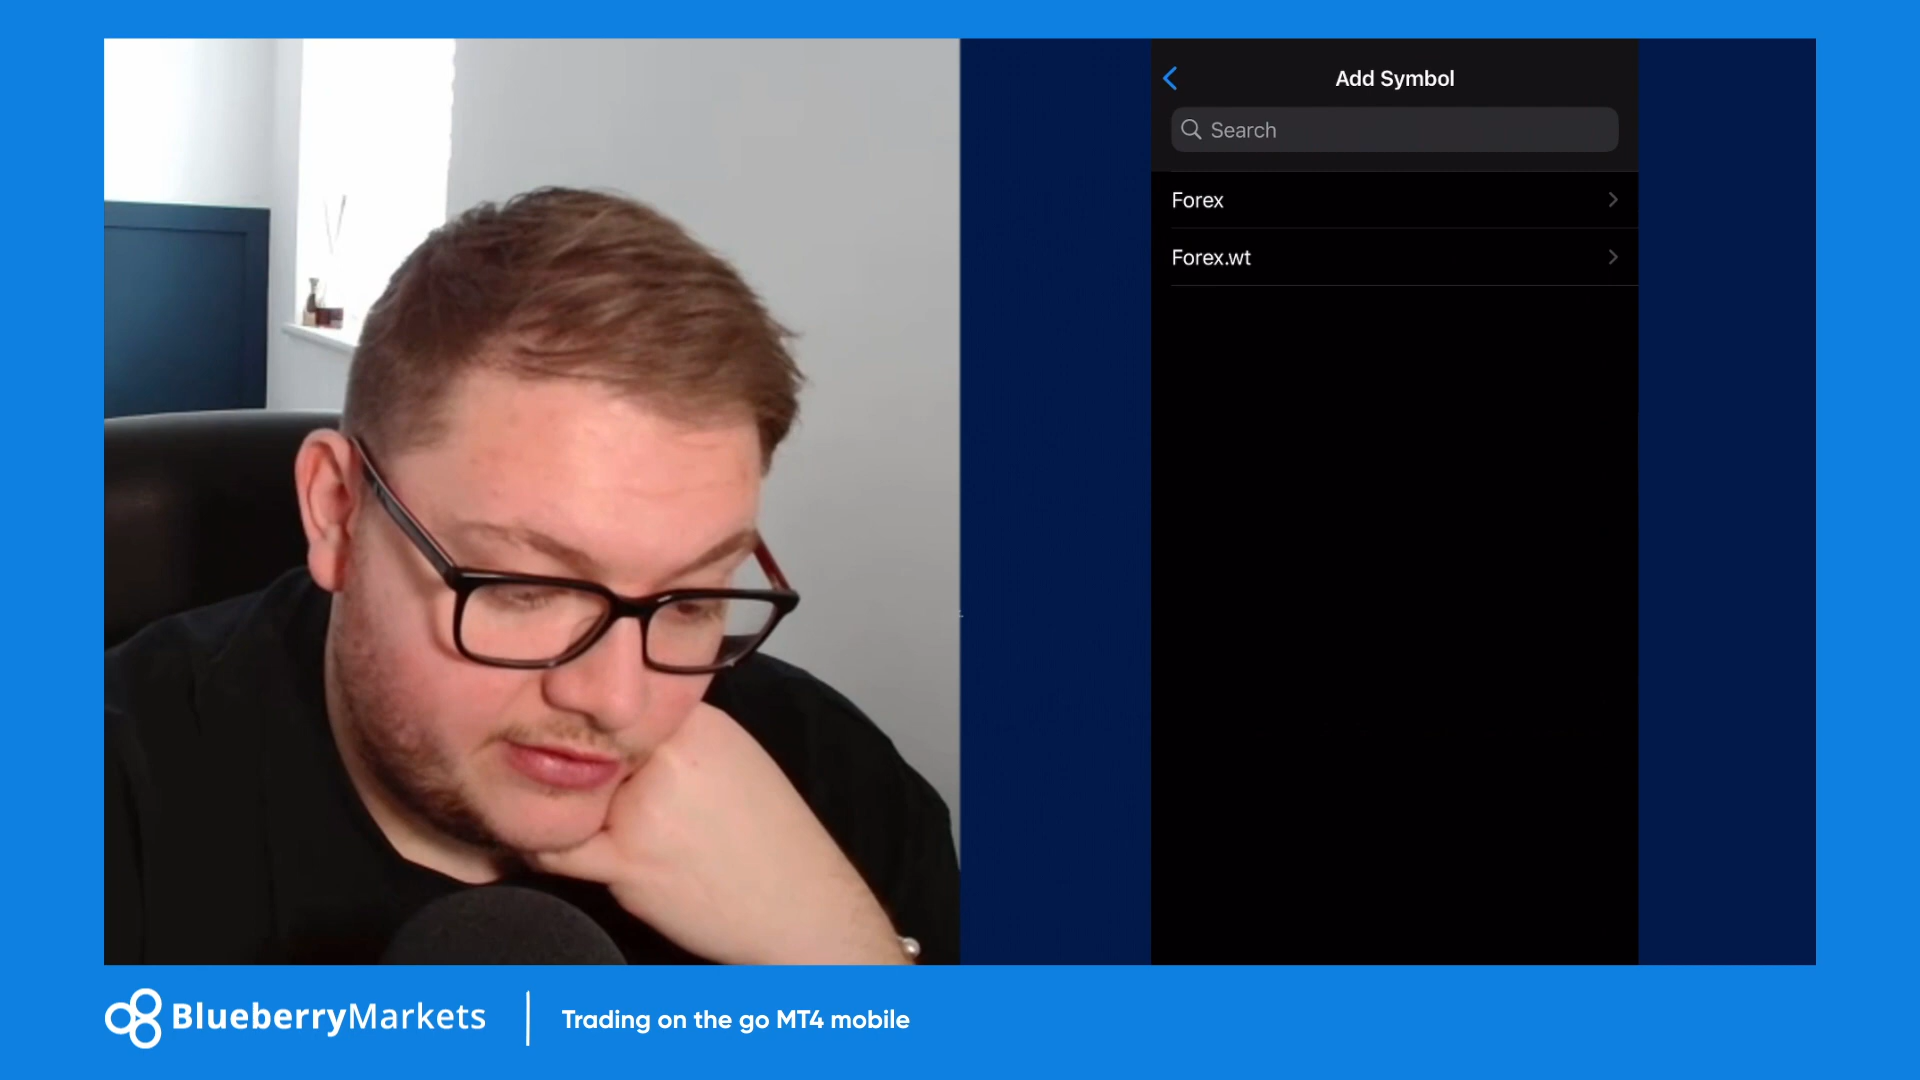 Add Symbol
Search
Forex
Forex.wt
BlueberryMarkets
Trading on the go MT4 mobile